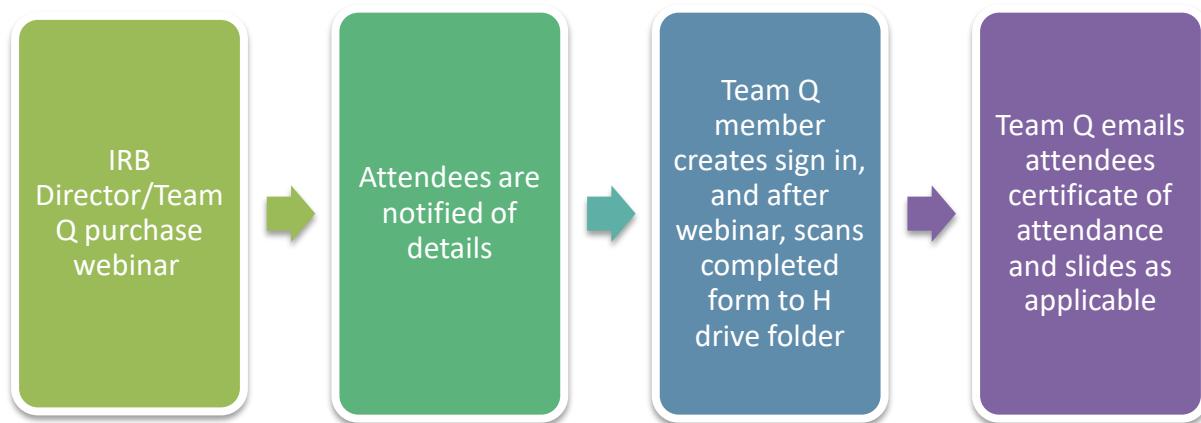 IRB
Director/Team
Q purchase
webinar
Attendees are
notified of
details
Team Q
member
creates sign in,
and after
webinar, scans
completed
form to H
drive folder
Team Q emails
attendees
certificate of
attendance
and slides as
applicable